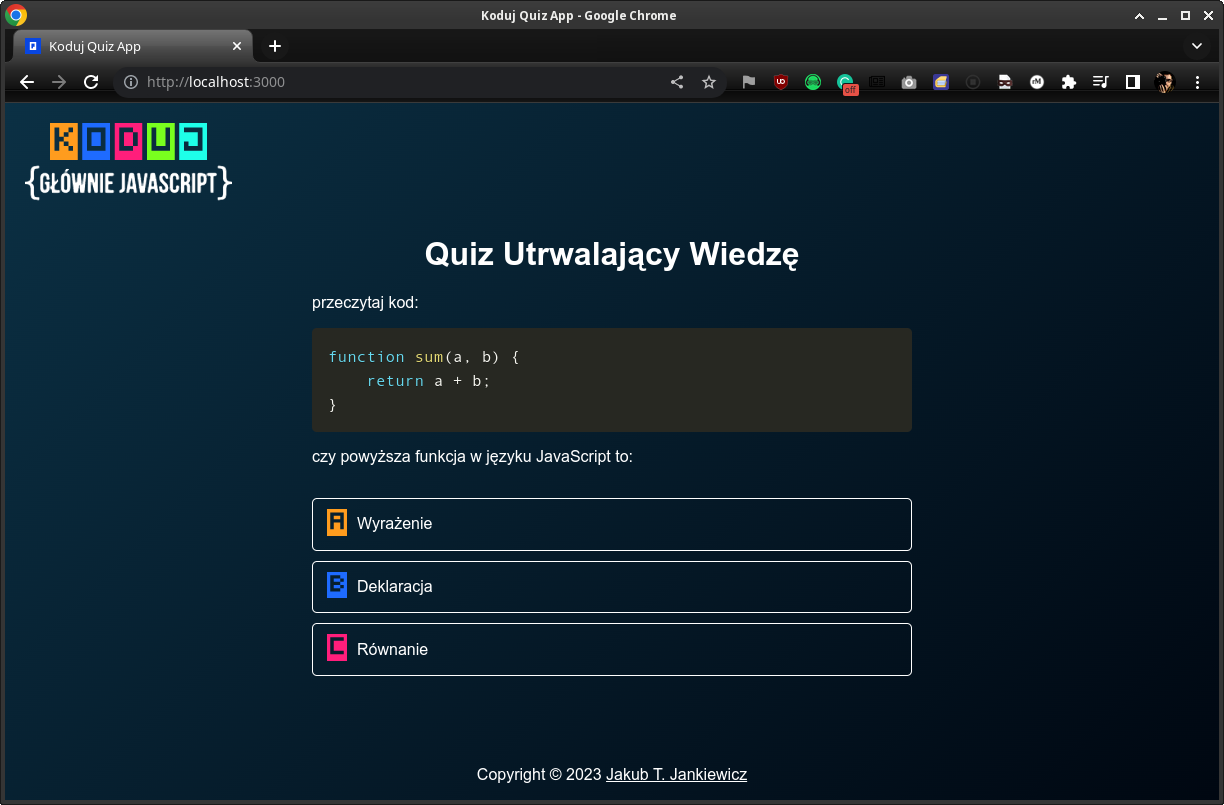 Koduj Quiz App - Google Chrome
Koduj Quiz App
http://localhost:3000
off
KODUJ
{GŁÓWNIE JAVASCRIPT}
Quiz Utrwalający Wiedzę
przeczytaj kod:
function sum(a, b) {
    return a + b;
}
czy powyższa funkcja w języku JavaScript to:
A Wyrażenie
B Deklaracja
C Równanie
Copyright © 2023 Jakub T. Jankiewicz